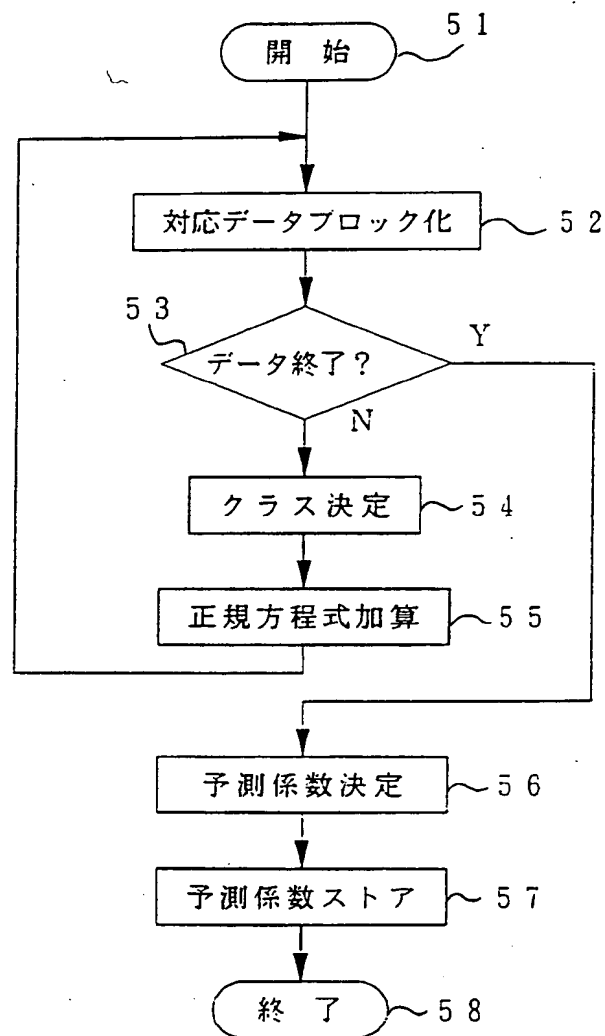 開始 51
対応データブロック化 52
53
データ終了? Y
N
クラス決定 54
正規方程式加算 55
予測係数決定 56
予測係数ストア 57
終了 58